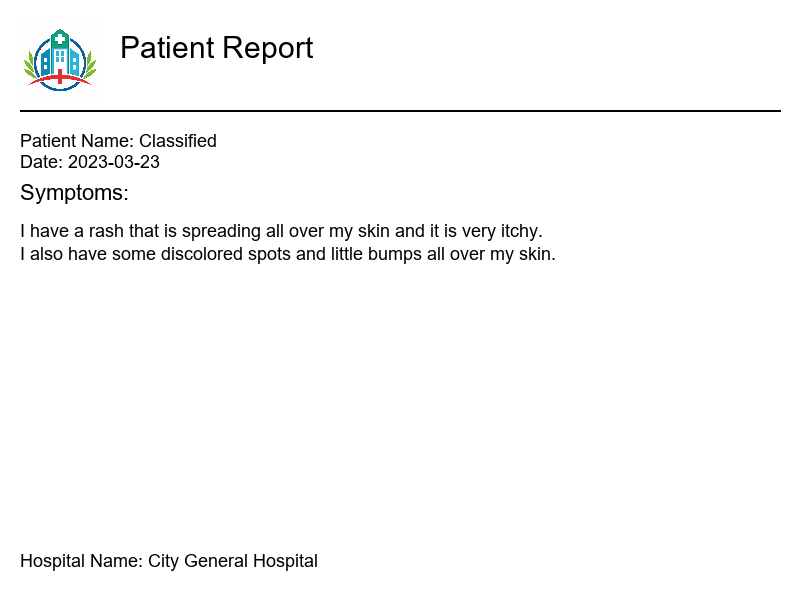 Patient Report
Patient Name: Classified
Date: 2023-03-23
Symptoms:
I have a rash that is spreading all over my skin and it is very itchy.
I also have some discolored spots and little bumps all over my skin.
Hospital Name: City General Hospital